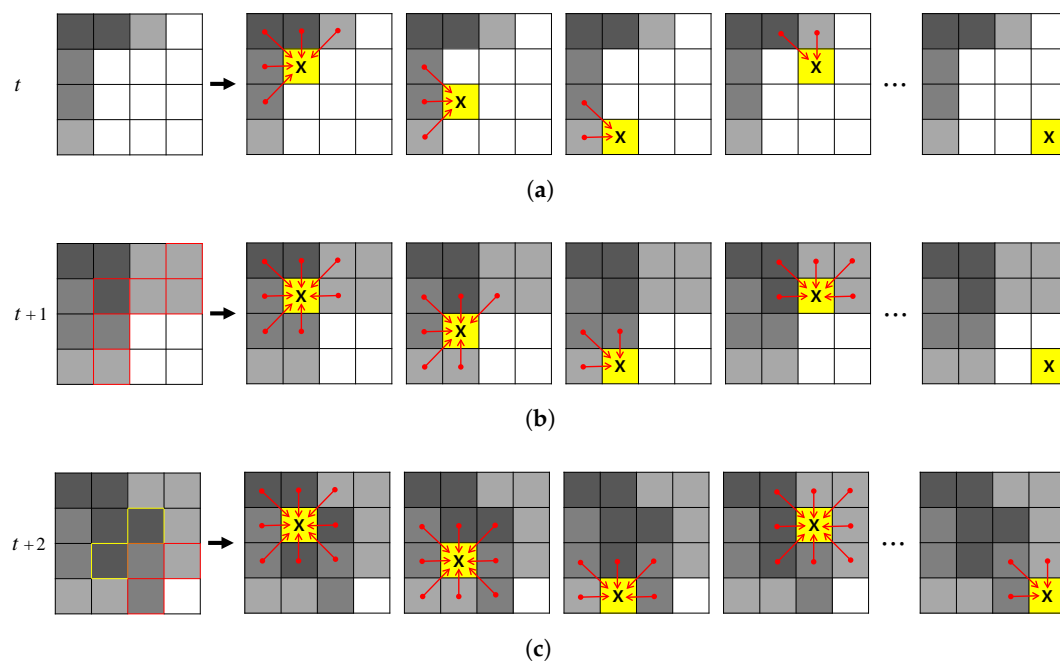 t X X X X ... X
(a)
t+1 X X X X ... X
(b)
t+2 X X X X ... X
(c)